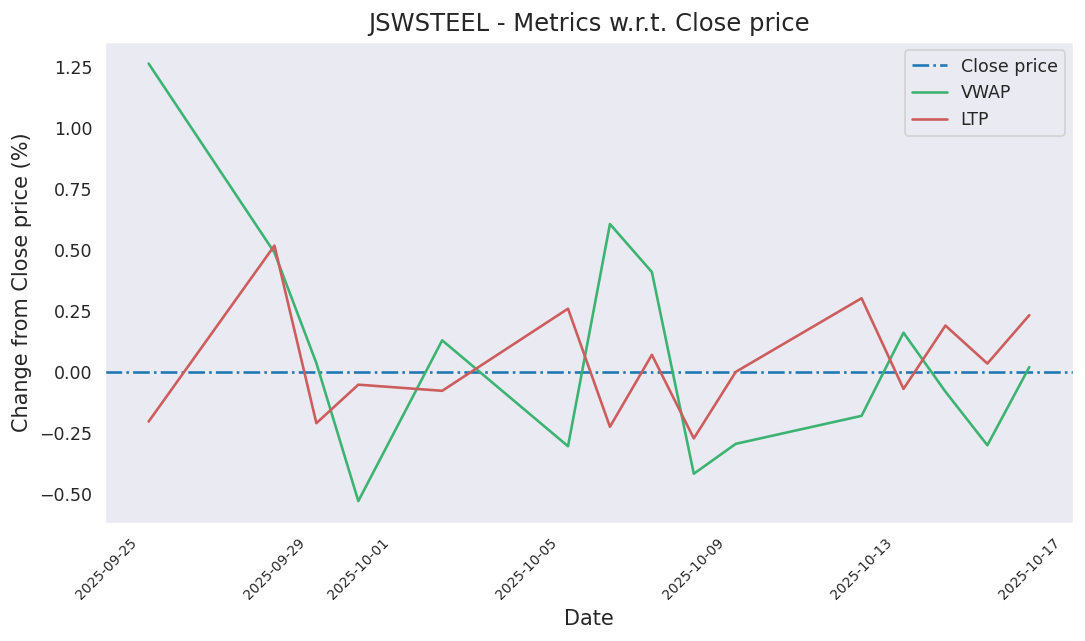 JSWSTEEL - Metrics w.r.t. Close price
Change from Close price (%)
1.25
1.00
0.75
0.50
0.25
0.00
−0.25
−0.50
Close price
VWAP
LTP
2025-09-25
2025-09-29
2025-10-01
2025-10-05
2025-10-09
2025-10-13
2025-10-17
Date